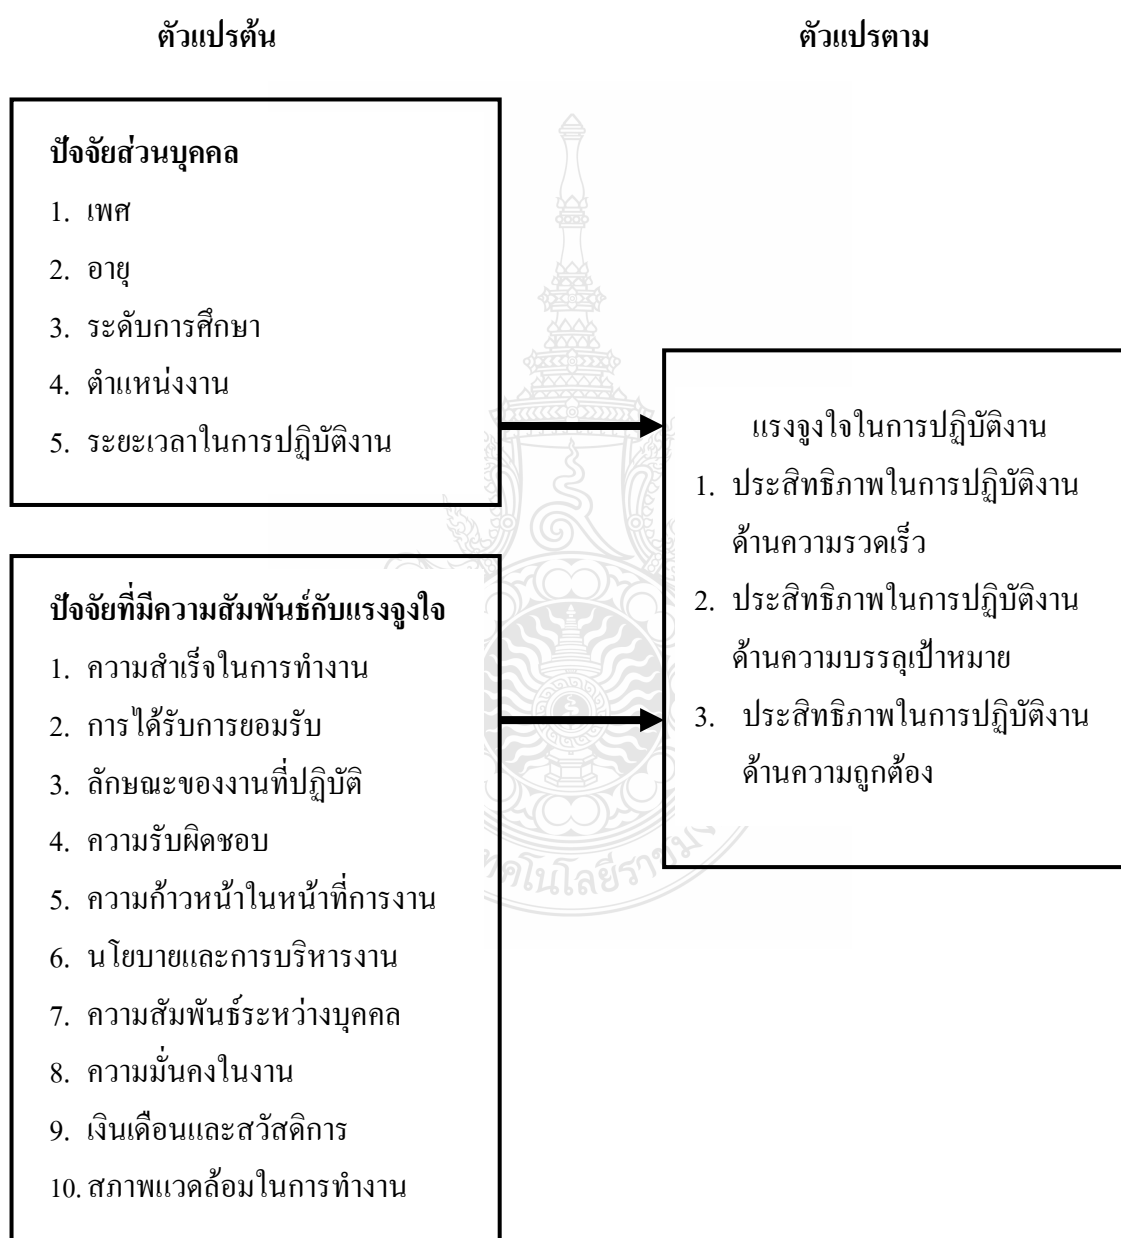 ตัวแปรต้น
ตัวแปรตาม
ปัจจัยส่วนบุคคล
1. เพศ
2. อายุ
3. ระดับการศึกษา
4. ตำแหน่งงาน
5. ระยะเวลาในการปฏิบัติงาน
ปัจจัยที่มีความสัมพันธ์กับแรงจูงใจ
1. ความสำเร็จในการทำงาน
2. การได้รับการยอมรับ
3. ลักษณะของงานที่ปฏิบัติ
4. ความรับผิดชอบ
5. ความก้าวหน้าในหน้าที่การงาน
6. นโยบายและการบริหารงาน
7. ความสัมพันธ์ระหว่างบุคคล
8. ความมั่นคงในงาน
9. เงินเดือนและสวัสดิการ
10. สภาพแวดล้อมในการทำงาน
แรงจูงใจในการปฏิบัติงาน
1. ประสิทธิภาพในการปฏิบัติงาน
ด้านความรวดเร็ว
2. ประสิทธิภาพในการปฏิบัติงาน
ด้านความบรรลุเป้าหมาย
3. ประสิทธิภาพในการปฏิบัติงาน
ด้านความถูกต้อง